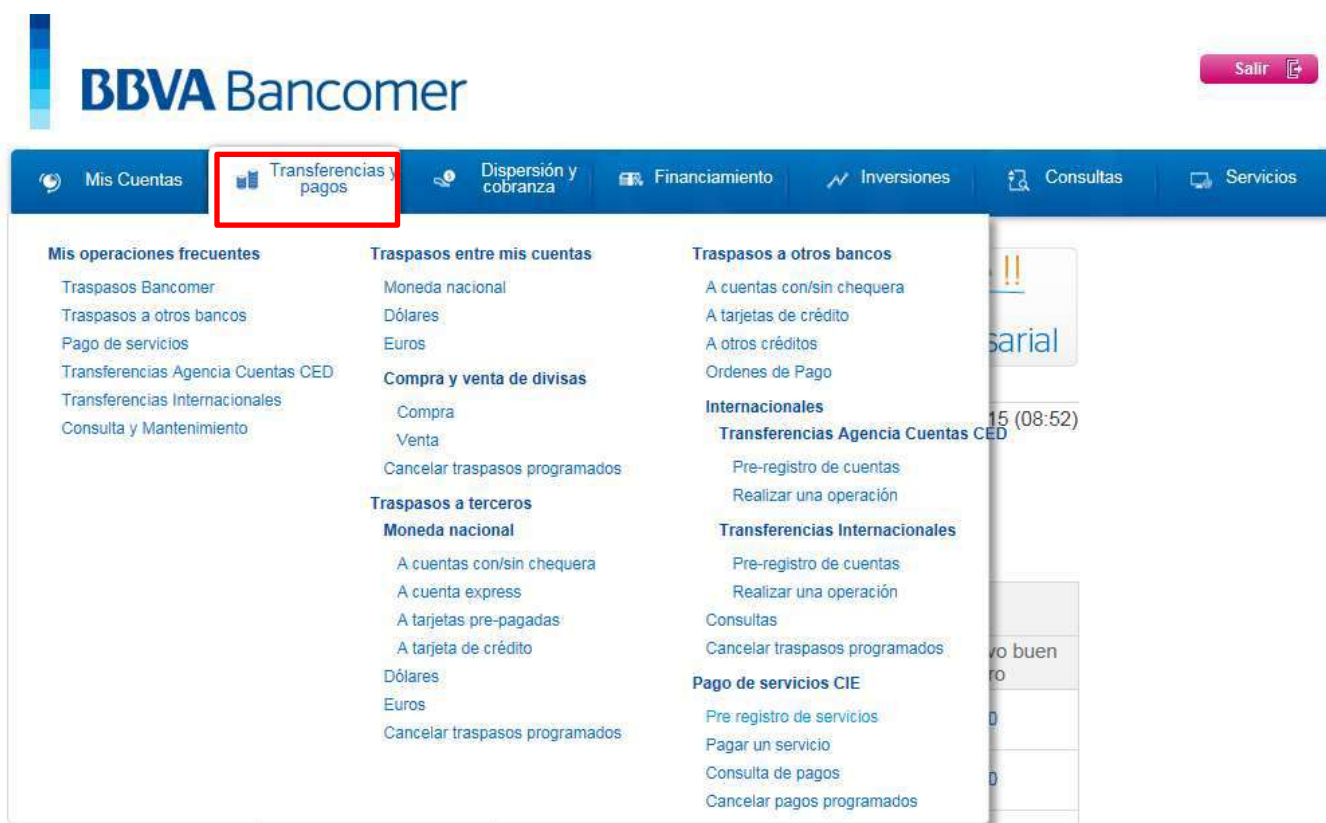 BBVA Bancomer
Salir
Mis Cuentas
Transferencias y
pagos
Dispersión y
cobranza
Financiamiento
Inversiones
Consultas
Servicios
Mis operaciones frecuentes
Traspasos Bancomer
Traspasos a otros bancos
Pago de servicios
Transferencias Agencia Cuentas CED
Transferencias Internacionales
Consulta y Mantenimiento
Traspasos entre mis cuentas
Moneda nacional
Dólares
Euros
Compra y venta de divisas
Compra
Venta
Cancelar traspasos programados
Traspasos a terceros
Moneda nacional
A cuentas con/sin chequera
A cuenta express
A tarjetas pre-pagadas
A tarjeta de crédito
Dólares
Euros
Cancelar traspasos programados
Traspasos a otros bancos
A cuentas con/sin chequera
A tarjetas de crédito
A otros créditos
Ordenes de Pago
Internacionales
Transferencias Agencia Cuentas CED
Pre-registro de cuentas
Realizar una operación
Transferencias Internacionales
Pre-registro de cuentas
Realizar una operación
Consultas
Cancelar traspasos programados
Pago de servicios CIE
Pre registro de servicios
Pagar un servicio
Consulta de pagos
Cancelar pagos programados
!!
sarial
15 (08:52)
vo buen
ro
0
0